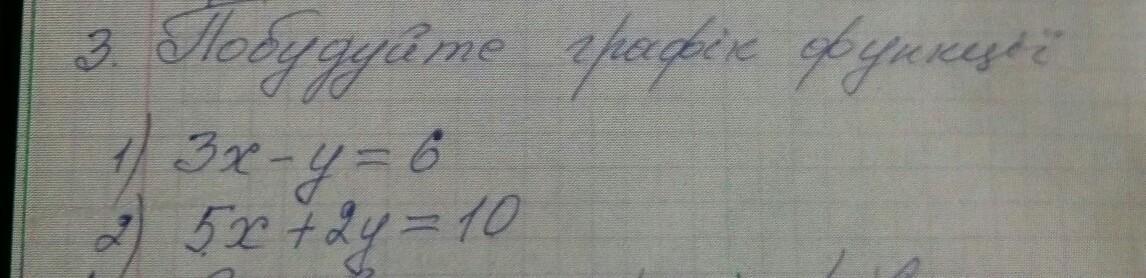 3. Побудуйте графік функції
1) 3x - y = 6
2) 5x + 2y = 10